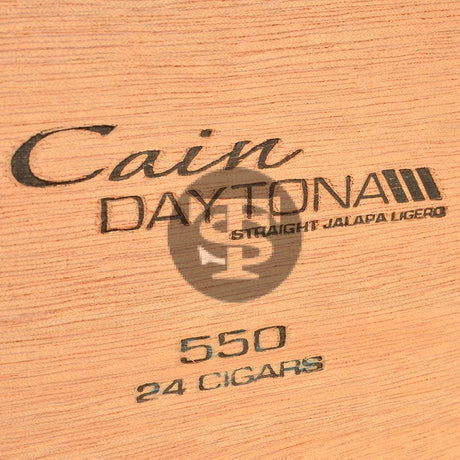 Cain
DAYTONA
STRAIGHT JALAPA LIGERO
550
24 CIGARS